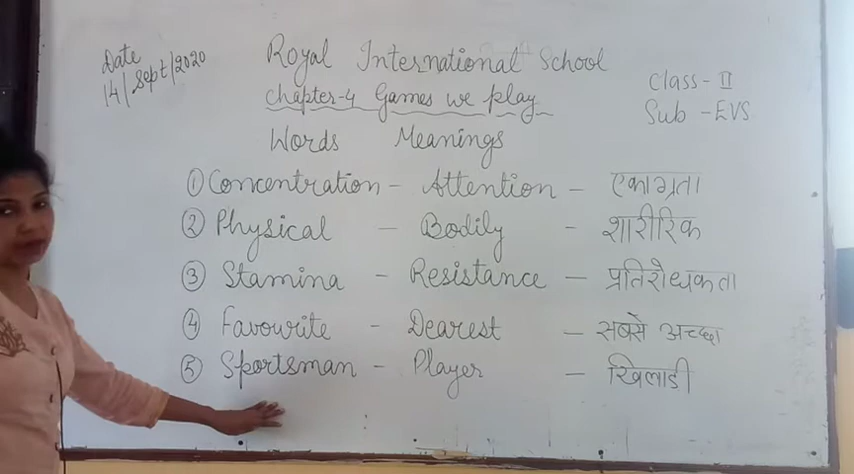 Date
14/Sept/2020
Royal International School
Class-II
Chapter-4 Games we play
Sub-EVS
Words Meanings
① Concentration - Attention - एकाग्रता
② Physical - Bodily - शारीरिक
③ Stamina - Resistance - प्रतिरोधकता
④ Favourite - Dearest - सबसे अच्छा
⑤ Sportsman - Player - खिलाडी